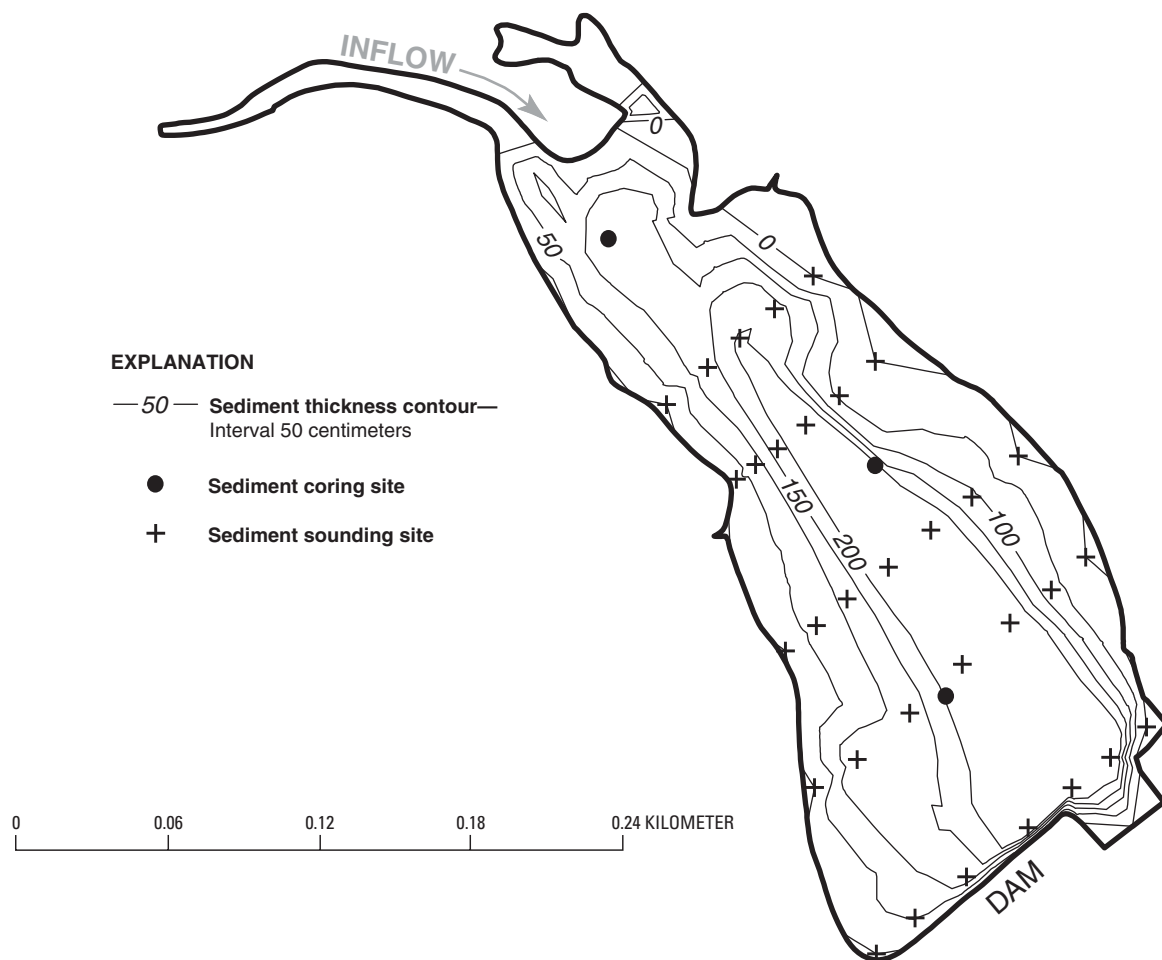 INFLOW
0
50
0
EXPLANATION
50 Sediment thickness contour—
Interval 50 centimeters
Sediment coring site
Sediment sounding site
150
200
100
0 0.06 0.12 0.18 0.24 KILOMETER
DAM